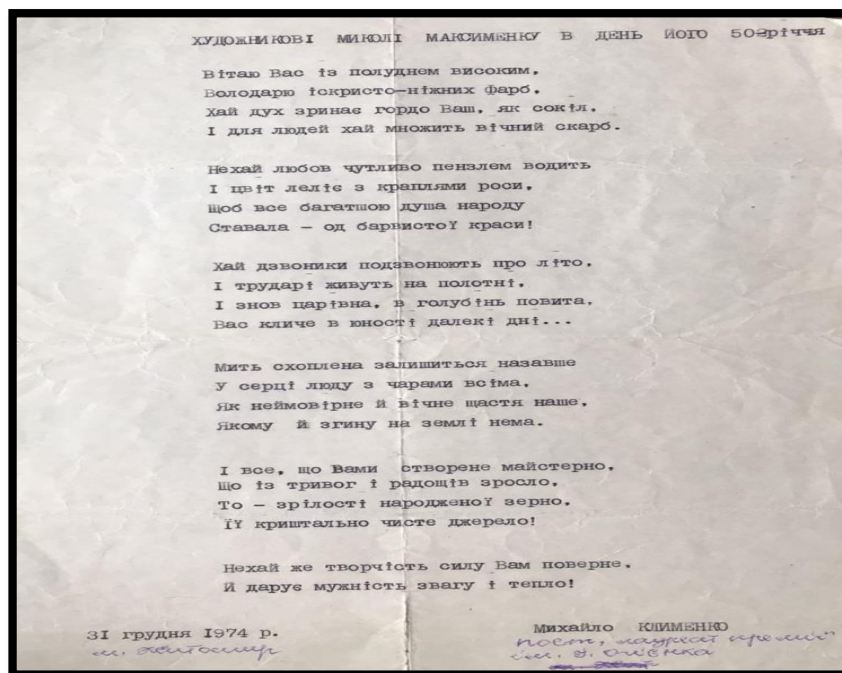 ХУДОЖНИКОВІ МИКОЛІ МАКСИМЕНКУ В ДЕНЬ ЙОГО 50-річчя
Вітаю Вас із полуднем високим,
Володарю іскристо-ніжних фарб.
Хай дух зринає гордо Ваш, як сокіл,
І для людей хай множить вічний скарб.
Нехай любов чутливо пензлем водить
І цвіт леліє з краплями роси,
Щоб все багатшою душа народу
Ставала – од барвистої краси!
Хай дзвоники подзвонюють про літо,
І трударі живуть на полотні,
І знов царівна, в голубінь повита,
Вас кличе в юності далекі дні...
Мить схоплена залишиться назавше
У серці люду з чарами всіма,
Як неймовірне й вічне щастя наше,
Якому й згину на землі нема.
І все, що Вами створене майстерно,
Що із тривог і радощів зросло,
То – зрілості народженої зерно,
Її криштально чисте джерело!
Нехай же творчість силу Вам поверне,
Й дарує мужність звагу і тепло!
31 грудня 1974 р.
м. Житомир
Михайло КЛИМЕНКО
поет, лауреат премії
ім.